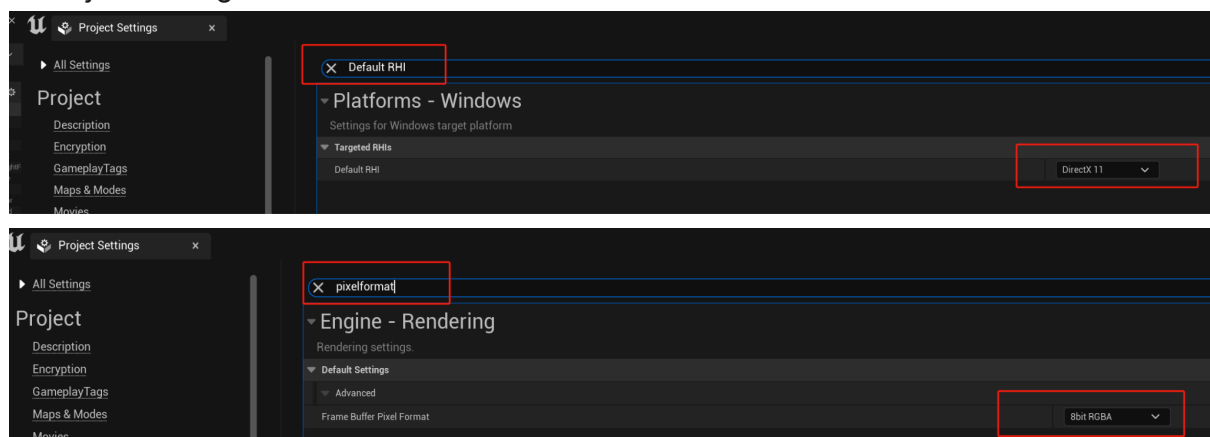 Project Settings
Default RHI
All Settings
Project
Platforms - Windows
Description
Settings for Windows target platform
Encryption
Targeted RHIs
GameplayTags
Default RHI
DirectX 11
Maps & Modes
Movies
Project Settings
All Settings
pixelformat
Project
Engine - Rendering
Description
Rendering settings.
Encryption
Default Settings
GameplayTags
Advanced
Maps & Modes
Frame Buffer Pixel Format
8bit RGBA
Movies